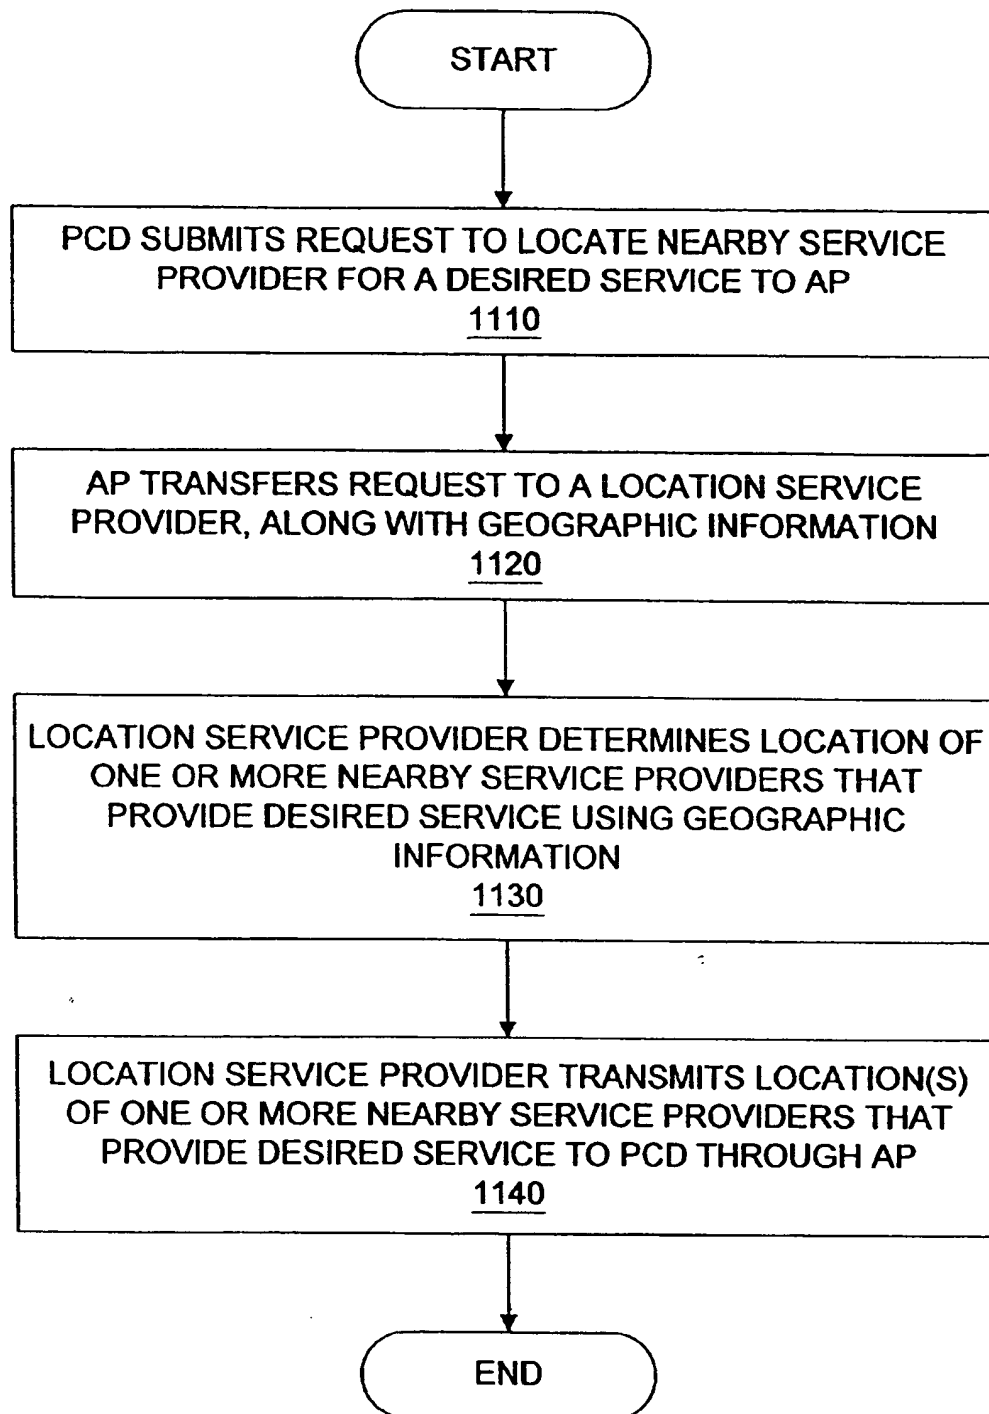 START
PCD SUBMITS REQUEST TO LOCATE NEARBY SERVICE
PROVIDER FOR A DESIRED SERVICE TO AP
1110
AP TRANSFERS REQUEST TO A LOCATION SERVICE
PROVIDER, ALONG WITH GEOGRAPHIC INFORMATION
1120
LOCATION SERVICE PROVIDER DETERMINES LOCATION OF
ONE OR MORE NEARBY SERVICE PROVIDERS THAT
PROVIDE DESIRED SERVICE USING GEOGRAPHIC
INFORMATION
1130
LOCATION SERVICE PROVIDER TRANSMITS LOCATION(S)
OF ONE OR MORE NEARBY SERVICE PROVIDERS THAT
PROVIDE DESIRED SERVICE TO PCD THROUGH AP
1140
END